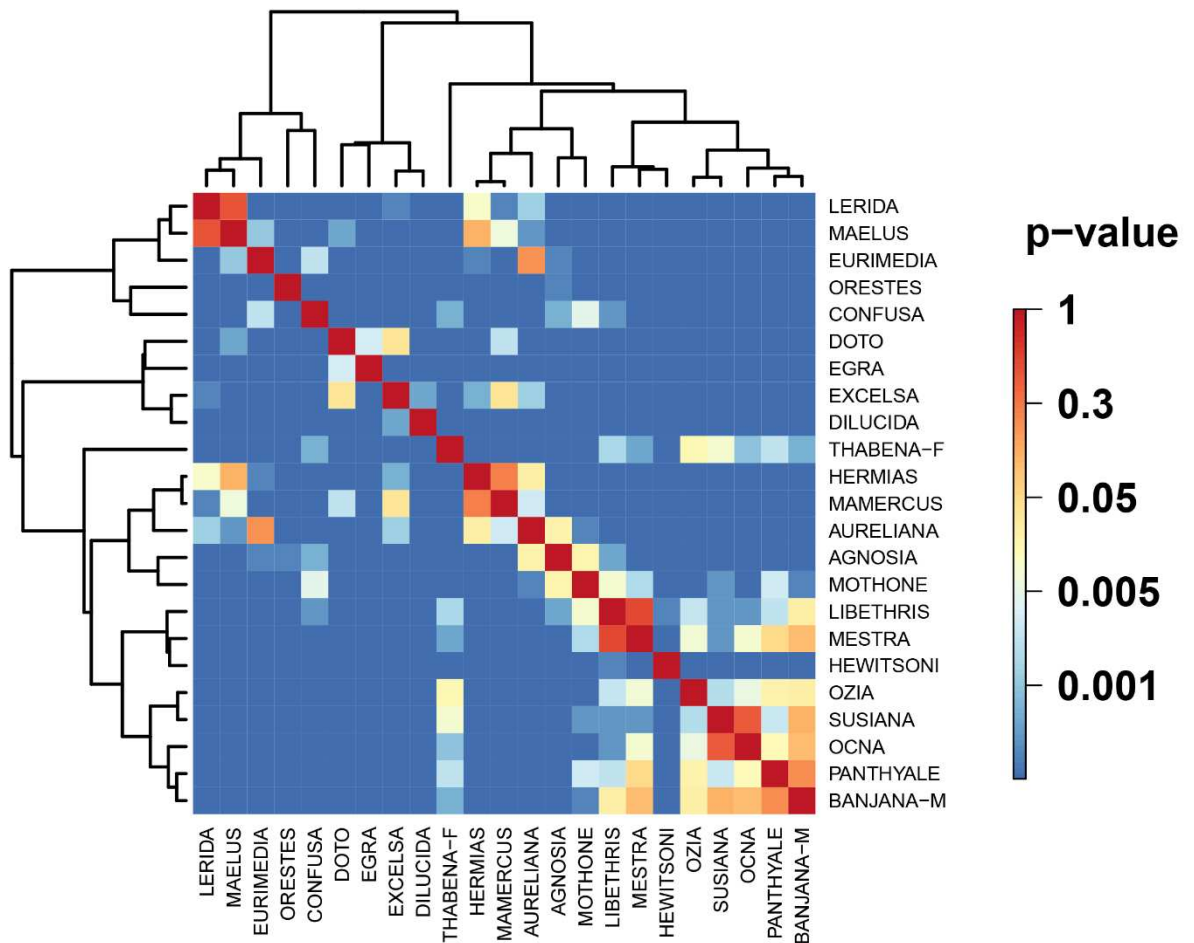 LERIDA
MAELUS
EURIMEDIA
ORESTES
CONFUSA
DOTO
EGRA
EXCELSA
DILUCIDA
THABENA-F
HERMIAS
MAMERCUS
AURELIANA
AGNOSIA
MOTHONE
LIBETHRIS
MESTRA
HEWITSONI
OZIA
SUSIANA
OCNA
PANTHYALE
BANJANA-M
p-value
1
0.3
0.05
0.005
0.001
LERIDA
MAELUS
EURIMEDIA
ORESTES
CONFUSA
DOTO
EGRA
EXCELSA
DILUCIDA
THABENA-F
HERMIAS
MAMERCUS
AURELIANA
AGNOSIA
MOTHONE
LIBETHRIS
MESTRA
HEWITSONI
OZIA
SUSIANA
OCNA
PANTHYALE
BANJANA-M